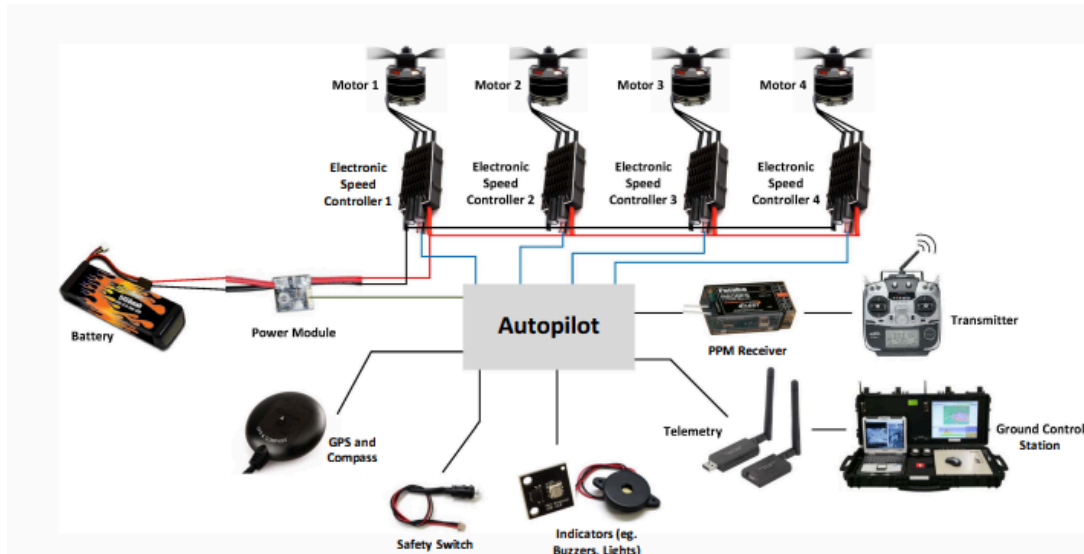 Motor 1
Motor 2
Motor 3
Motor 4
Electronic
Speed
Controller 1
Electronic
Speed
Controller 2
Electronic
Speed
Controller 3
Electronic
Speed
Controller 4
Battery
Power Module
Autopilot
Futaba
PPM Receiver
Transmitter
GPS and
Compass
Telemetry
Ground Control
Station
Safety Switch
Indicators (eg.
Buzzers, Lights)